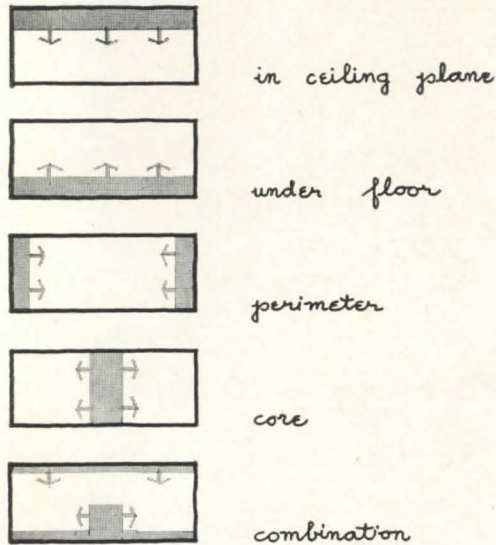 in ceiling plane
under floor
perimeter
core
combination